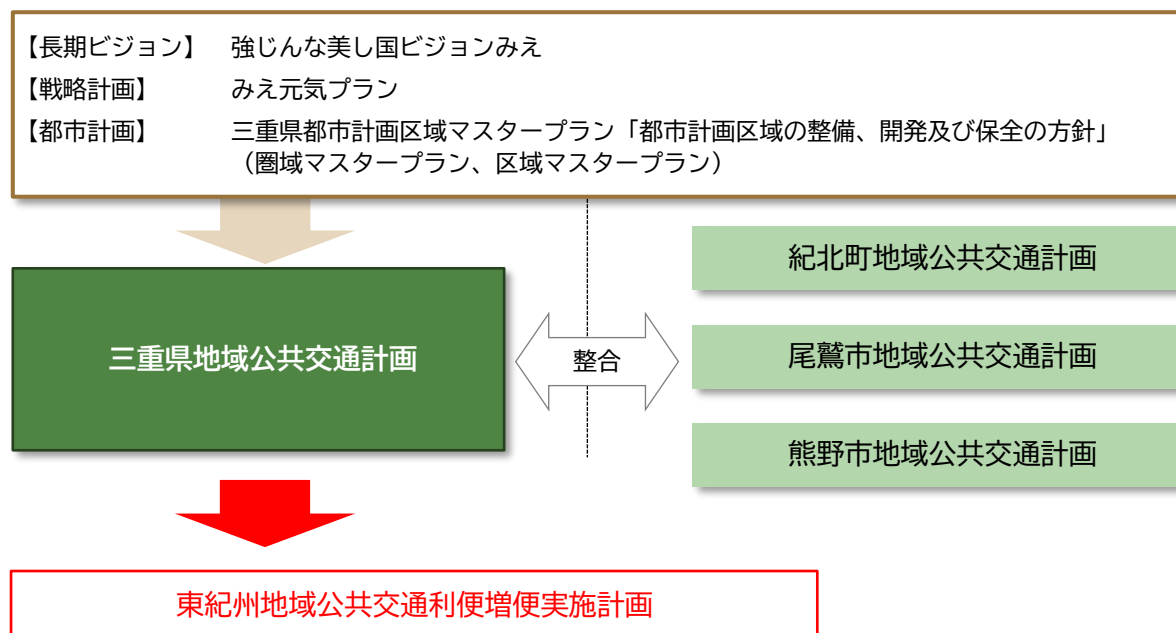 【長期ビジョン】 強じんな美し国ビジョンみえ
【戦略計画】 みえ元気プラン
【都市計画】 三重県都市計画区域マスタープラン「都市計画区域の整備、開発及び保全の方針」
（圏域マスタープラン、区域マスタープラン）
三重県地域公共交通計画
整合
紀北町地域公共交通計画
尾鷲市地域公共交通計画
熊野市地域公共交通計画
東紀州地域公共交通利便増便実施計画